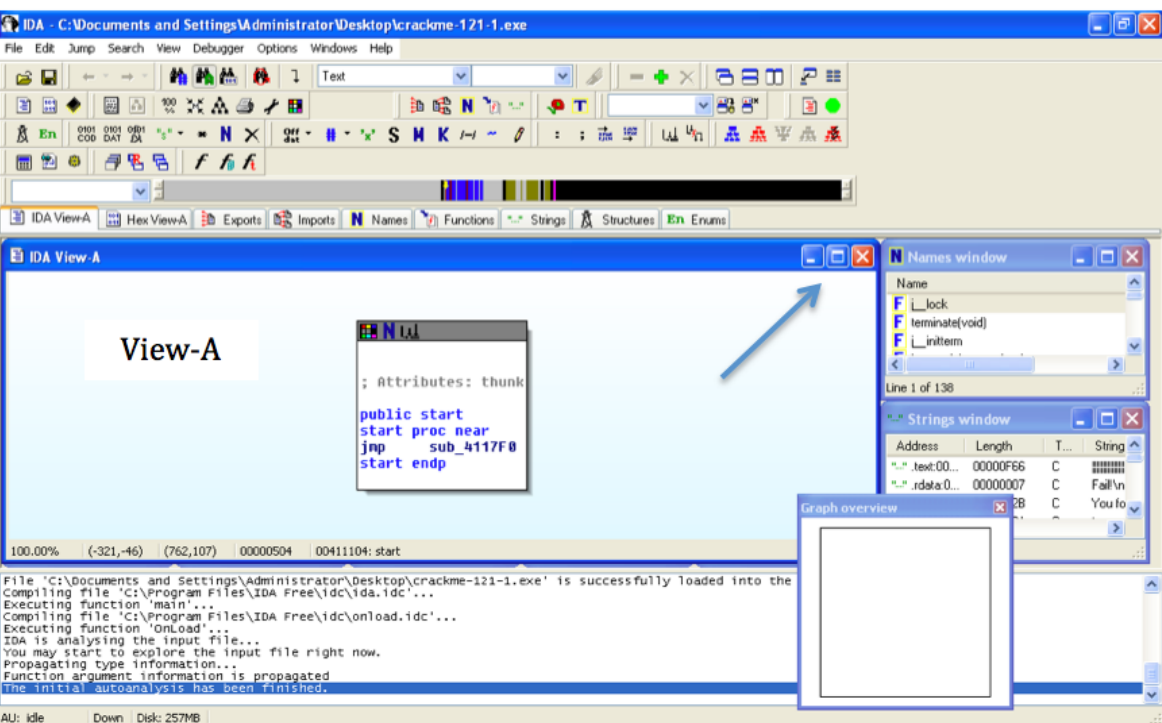 IDA - C:\Documents and Settings\Administrator\Desktop\crackme-121-1.exe
File Edit Jump Search View Debugger Options Windows Help
Text
En
S M K
IDA View-A Hex View-A Exports Imports N Names Functions Strings Structures En Enums
IDA View-A
View-A
; Attributes: thunk
public start
start proc near
jmp sub_4117F0
start endp
100.00% (-321,-46) (762,107) 00000504 00411104: start
Names window
Name
F j__lock
F terminate(void)
F j__initterm
Line 1 of 138
Strings window
Address Length T... String
.text:00... 00000F66 C
.rdata:0... 00000007 C Fail!\n
2B C You fo
Graph overview
File 'C:\Documents and Settings\Administrator\Desktop\crackme-121-1.exe' is successfully loaded into the
Compiling file 'C:\Program Files\IDA Free\idc\ida.idc'...
Executing function 'main'...
Compiling file 'C:\Program Files\IDA Free\idc\onload.idc'...
Executing function 'OnLoad'...
IDA is analysing the input file...
You may start to explore the input file right now.
Propagating type information...
Function argument information is propagated
The initial autoanalysis has been finished.
AU: idle Down Disk: 257MB